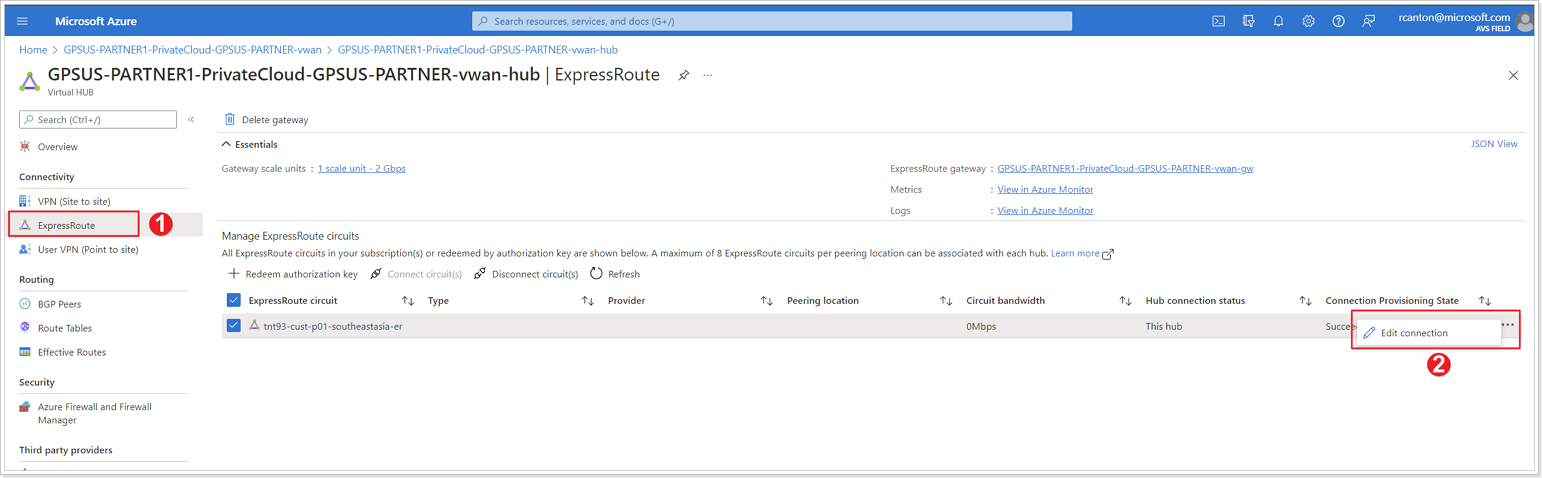 Microsoft Azure
Search resources, services, and docs (G+/)
rcanton@microsoft.com
AVS FIELD
Home > GPSUS-PARTNER1-PrivateCloud-GPSUS-PARTNER-vwan > GPSUS-PARTNER1-PrivateCloud-GPSUS-PARTNER-vwan-hub
GPSUS-PARTNER1-PrivateCloud-GPSUS-PARTNER-vwan-hub | ExpressRoute ...
Virtual HUB
Search (Ctrl+/) «
Overview
Connectivity
VPN (Site to site)
ExpressRoute 1
User VPN (Point to site)
Routing
BGP Peers
Route Tables
Effective Routes
Security
Azure Firewall and Firewall
Manager
Third party providers
Delete gateway
Essentials
JSON View
Gateway scale units : 1 scale unit - 2 Gbps
ExpressRoute gateway : GPSUS-PARTNER1-PrivateCloud-GPSUS-PARTNER-vwan-gw
Metrics : View in Azure Monitor
Logs : View in Azure Monitor
Manage ExpressRoute circuits
All ExpressRoute circuits in your subscription(s) or redeemed by authorization key are shown below. A maximum of 8 ExpressRoute circuits per peering location can be associated with each hub. Learn more
Redeem authorization key Connect circuit(s) Disconnect circuit(s) Refresh
ExpressRoute circuit Type Provider Peering location Circuit bandwidth Hub connection status Connection Provisioning State
tnt93-cust-p01-southeastasia-er 0Mbps This hub Succee ...
Edit connection
2